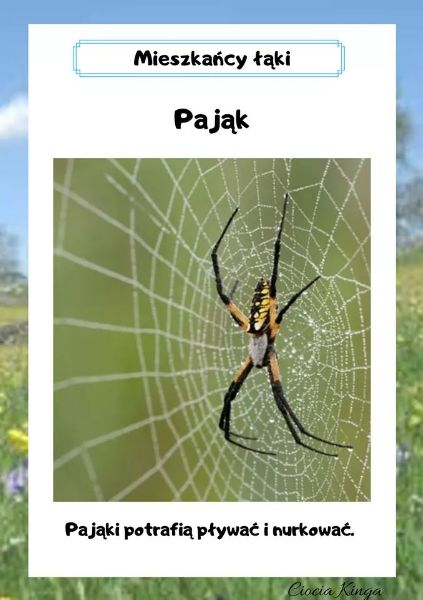 Mieszkańcy łąki
Pająk
Pająki potrafią pływać i nurkować.
Ciocia Kinga